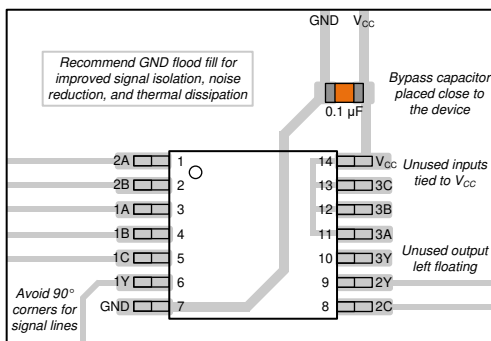 GND VCC
Recommend GND flood fill for
improved signal isolation, noise
reduction, and thermal dissipation
Bypass capacitor
placed close to
the device
0.1 μF
2A 1 14 VCC
Unused inputs
tied to VCC
2B 2 13 3C
1A 3 12 3B
1B 4 11 3A
1C 5 10 3Y
Unused output
left floating
1Y 6 9 2Y
GND 7 8 2C
Avoid 90°
corners for
signal lines